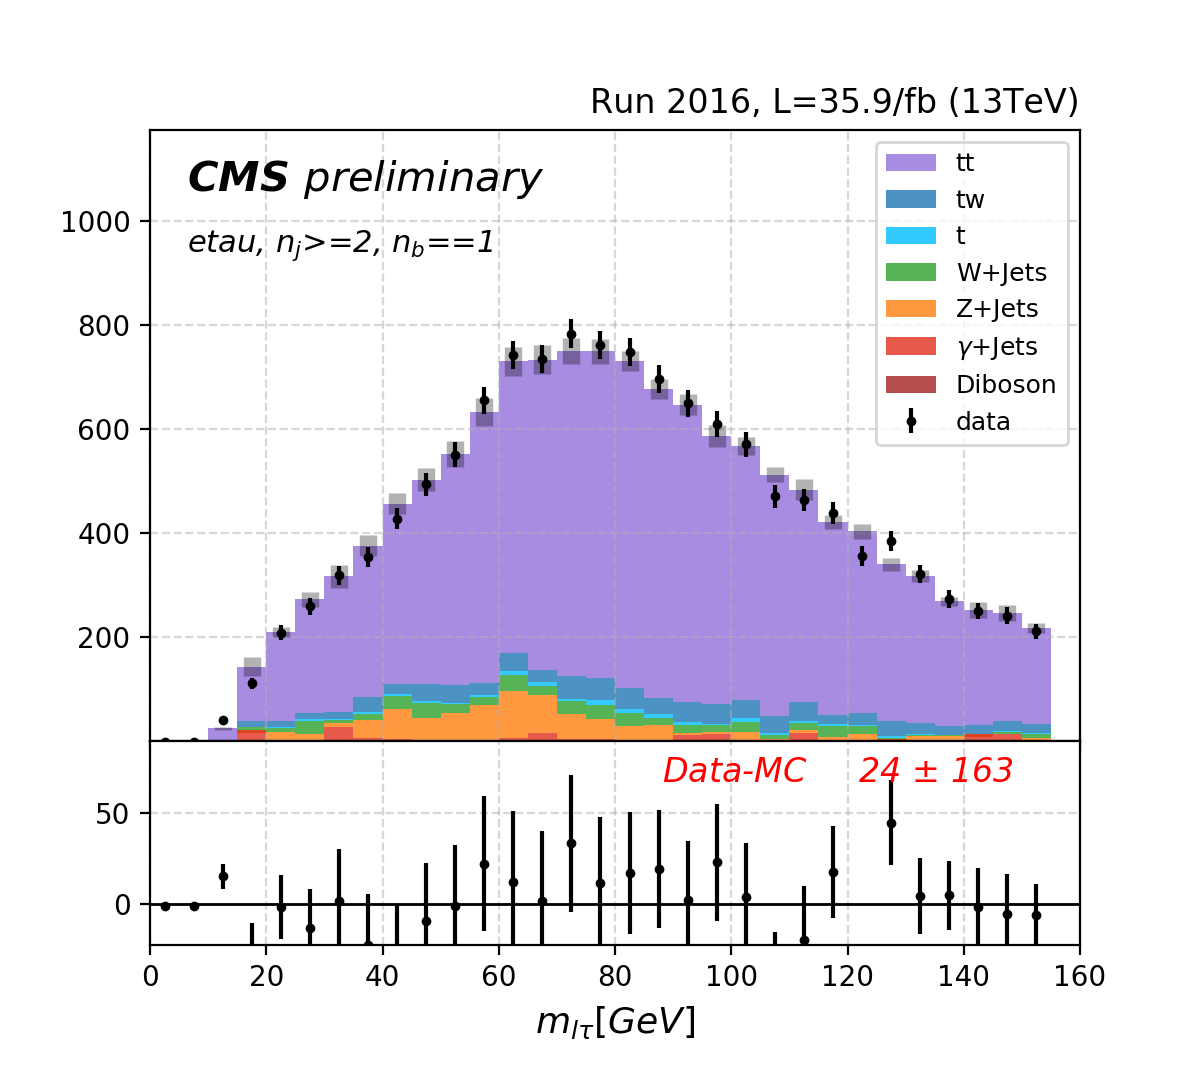 Run 2016, L=35.9/fb (13TeV)
CMS preliminary
etau, nj>=2, nb==1
tt
tw
t
W+Jets
Z+Jets
γ+Jets
Diboson
data
1000
800
600
400
200
Data-MC 24 ± 163
50
0
0 20 40 60 80 100 120 140 160
mlτ[GeV]